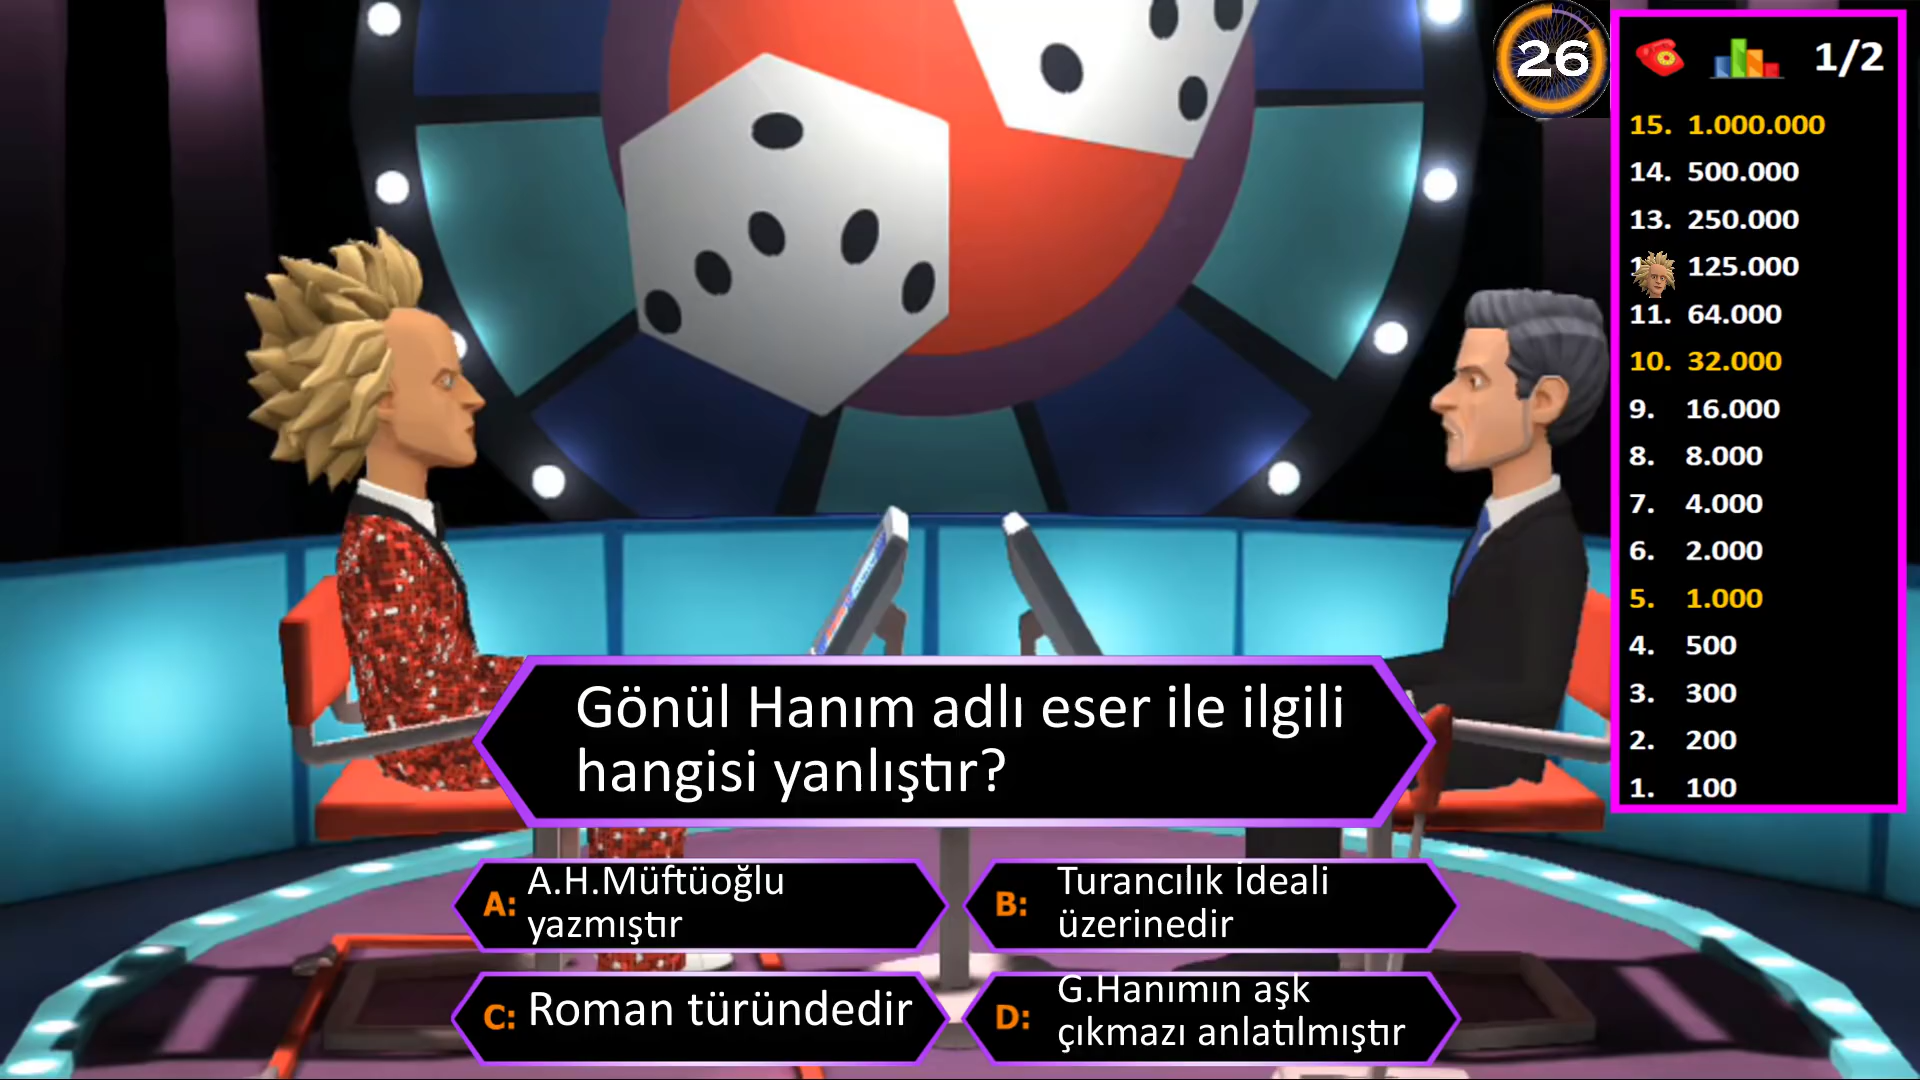 26
1/2
15. 1.000.000
14. 500.000
13. 250.000
1 125.000
11. 64.000
10. 32.000
9. 16.000
8. 8.000
7. 4.000
6. 2.000
5. 1.000
4. 500
3. 300
2. 200
1. 100
Gönül Hanım adlı eser ile ilgili
hangisi yanlıştır?
A: A.H.Müftüoğlu
yazmıştır
B: Turancılık İdeali
üzerinedir
C: Roman türündedir
D: G.Hanımın aşk
çıkmazı anlatılmıştır